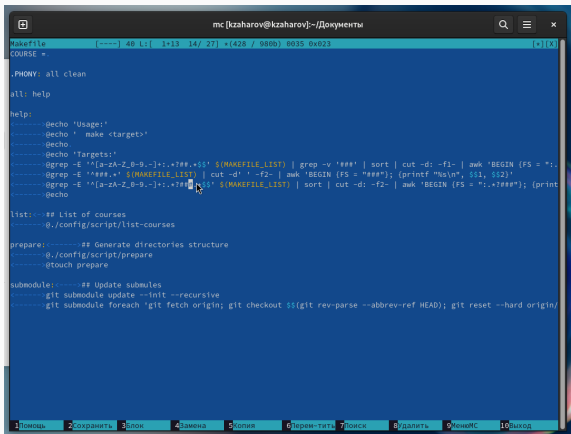 mc [kzaharov@kzaharov]:~/Документы
Makefile [----] 40 L:[ 1+13 14/ 27] *(428 / 980b) 0035 0x023 [*][X]
COURSE =
.PHONY: all clean
all: help
help:
<------>@echo 'Usage:'
<------>@echo ' make <target>'
<------>@echo
<------>@echo 'Targets:'
<------>@grep -E '^[a-zA-Z_0-9.-]+:.*?##.*$$' $(MAKEFILE_LIST) | grep -v '###' | sort | cut -d: -f1- | awk 'BEGIN {FS = ":.
<------>@grep -E '^###.*' $(MAKEFILE_LIST) | cut -d' ' -f2- | awk 'BEGIN {FS = "###"}; {printf "%s\n", $$1, $$2}'
<------>@grep -E '^[a-zA-Z_0-9.-]+:.*?###.*$$' $(MAKEFILE_LIST) | sort | cut -d: -f2- | awk 'BEGIN {FS = ":.*?###"}; {print
<------>@echo
list:<->## List of courses
<------>@./config/script/list-courses
prepare:<------>## Generate directories structure
<------>@./config/script/prepare
<------>@touch prepare
submodule:<---->## Update submules
<------>git submodule update --init --recursive
<------>git submodule foreach 'git fetch origin; git checkout $$(git rev-parse --abbrev-ref HEAD); git reset --hard origin/
1Помощь 2Сохранить 3Блок 4Замена 5Копия 6Перем~тить 7Поиск 8Удалить 9МенюМС 10Выход